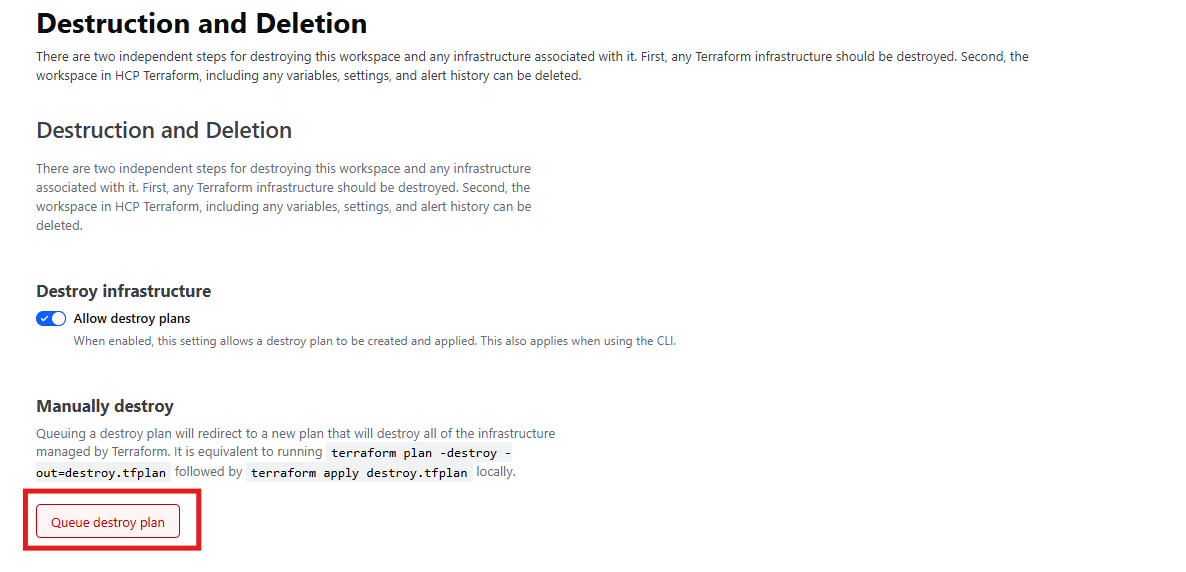 Destruction and Deletion
There are two independent steps for destroying this workspace and any infrastructure associated with it. First, any Terraform infrastructure should be destroyed. Second, the
workspace in HCP Terraform, including any variables, settings, and alert history can be deleted.
Destruction and Deletion
There are two independent steps for destroying this workspace and any infrastructure
associated with it. First, any Terraform infrastructure should be destroyed. Second, the
workspace in HCP Terraform, including any variables, settings, and alert history can be
deleted.
Destroy infrastructure
Allow destroy plans
When enabled, this setting allows a destroy plan to be created and applied. This also applies when using the CLI.
Manually destroy
Queuing a destroy plan will redirect to a new plan that will destroy all of the infrastructure
managed by Terraform. It is equivalent to running terraform plan -destroy -
out=destroy.tfplan followed by terraform apply destroy.tfplan locally.
Queue destroy plan